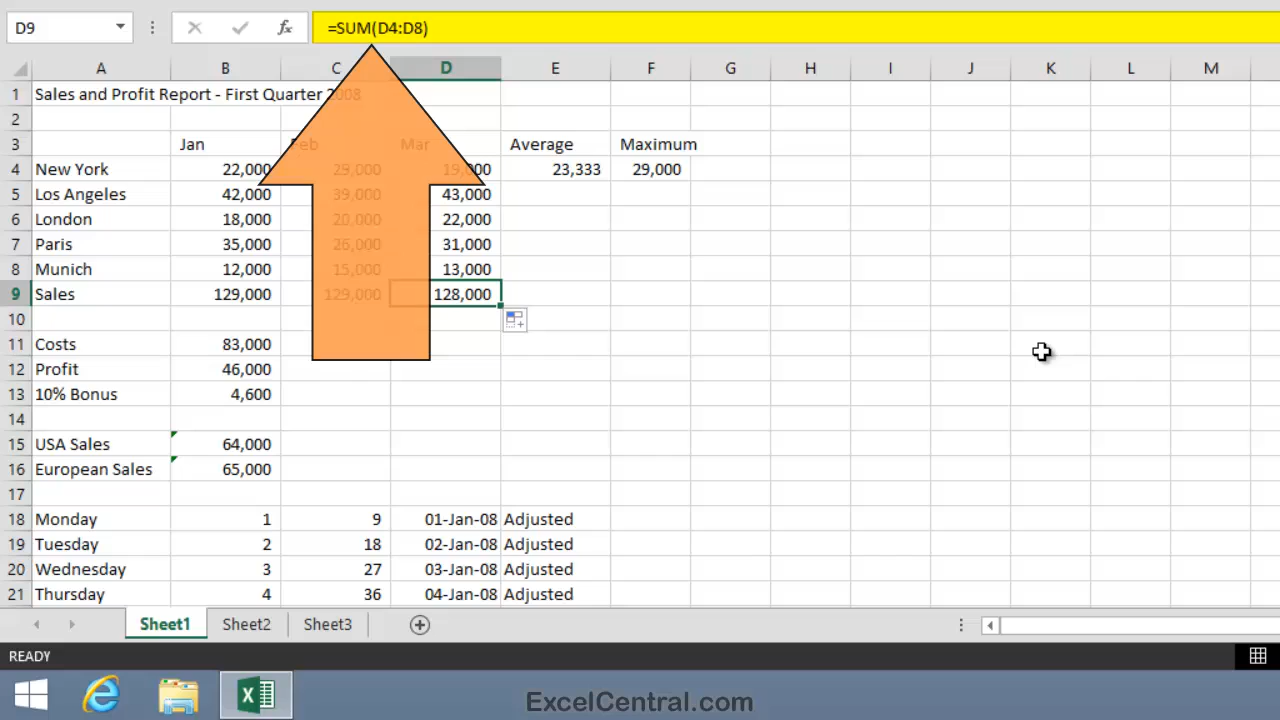 D9 fx =SUM(D4:D8)
A B C D E F G H I J K L M
1 Sales and Profit Report - First Quarter 2008
2
3 Jan Feb Mar Average Maximum
4 New York 22,000 29,000 19,000 23,333 29,000
5 Los Angeles 42,000 39,000 43,000
6 London 18,000 20,000 22,000
7 Paris 35,000 26,000 31,000
8 Munich 12,000 15,000 13,000
9 Sales 129,000 129,000 128,000
10
11 Costs 83,000
12 Profit 46,000
13 10% Bonus 4,600
14
15 USA Sales 64,000
16 European Sales 65,000
17
18 Monday 1 9 01-Jan-08 Adjusted
19 Tuesday 2 18 02-Jan-08 Adjusted
20 Wednesday 3 27 03-Jan-08 Adjusted
21 Thursday 4 36 04-Jan-08 Adjusted
Sheet1 Sheet2 Sheet3
READY
ExcelCentral.com